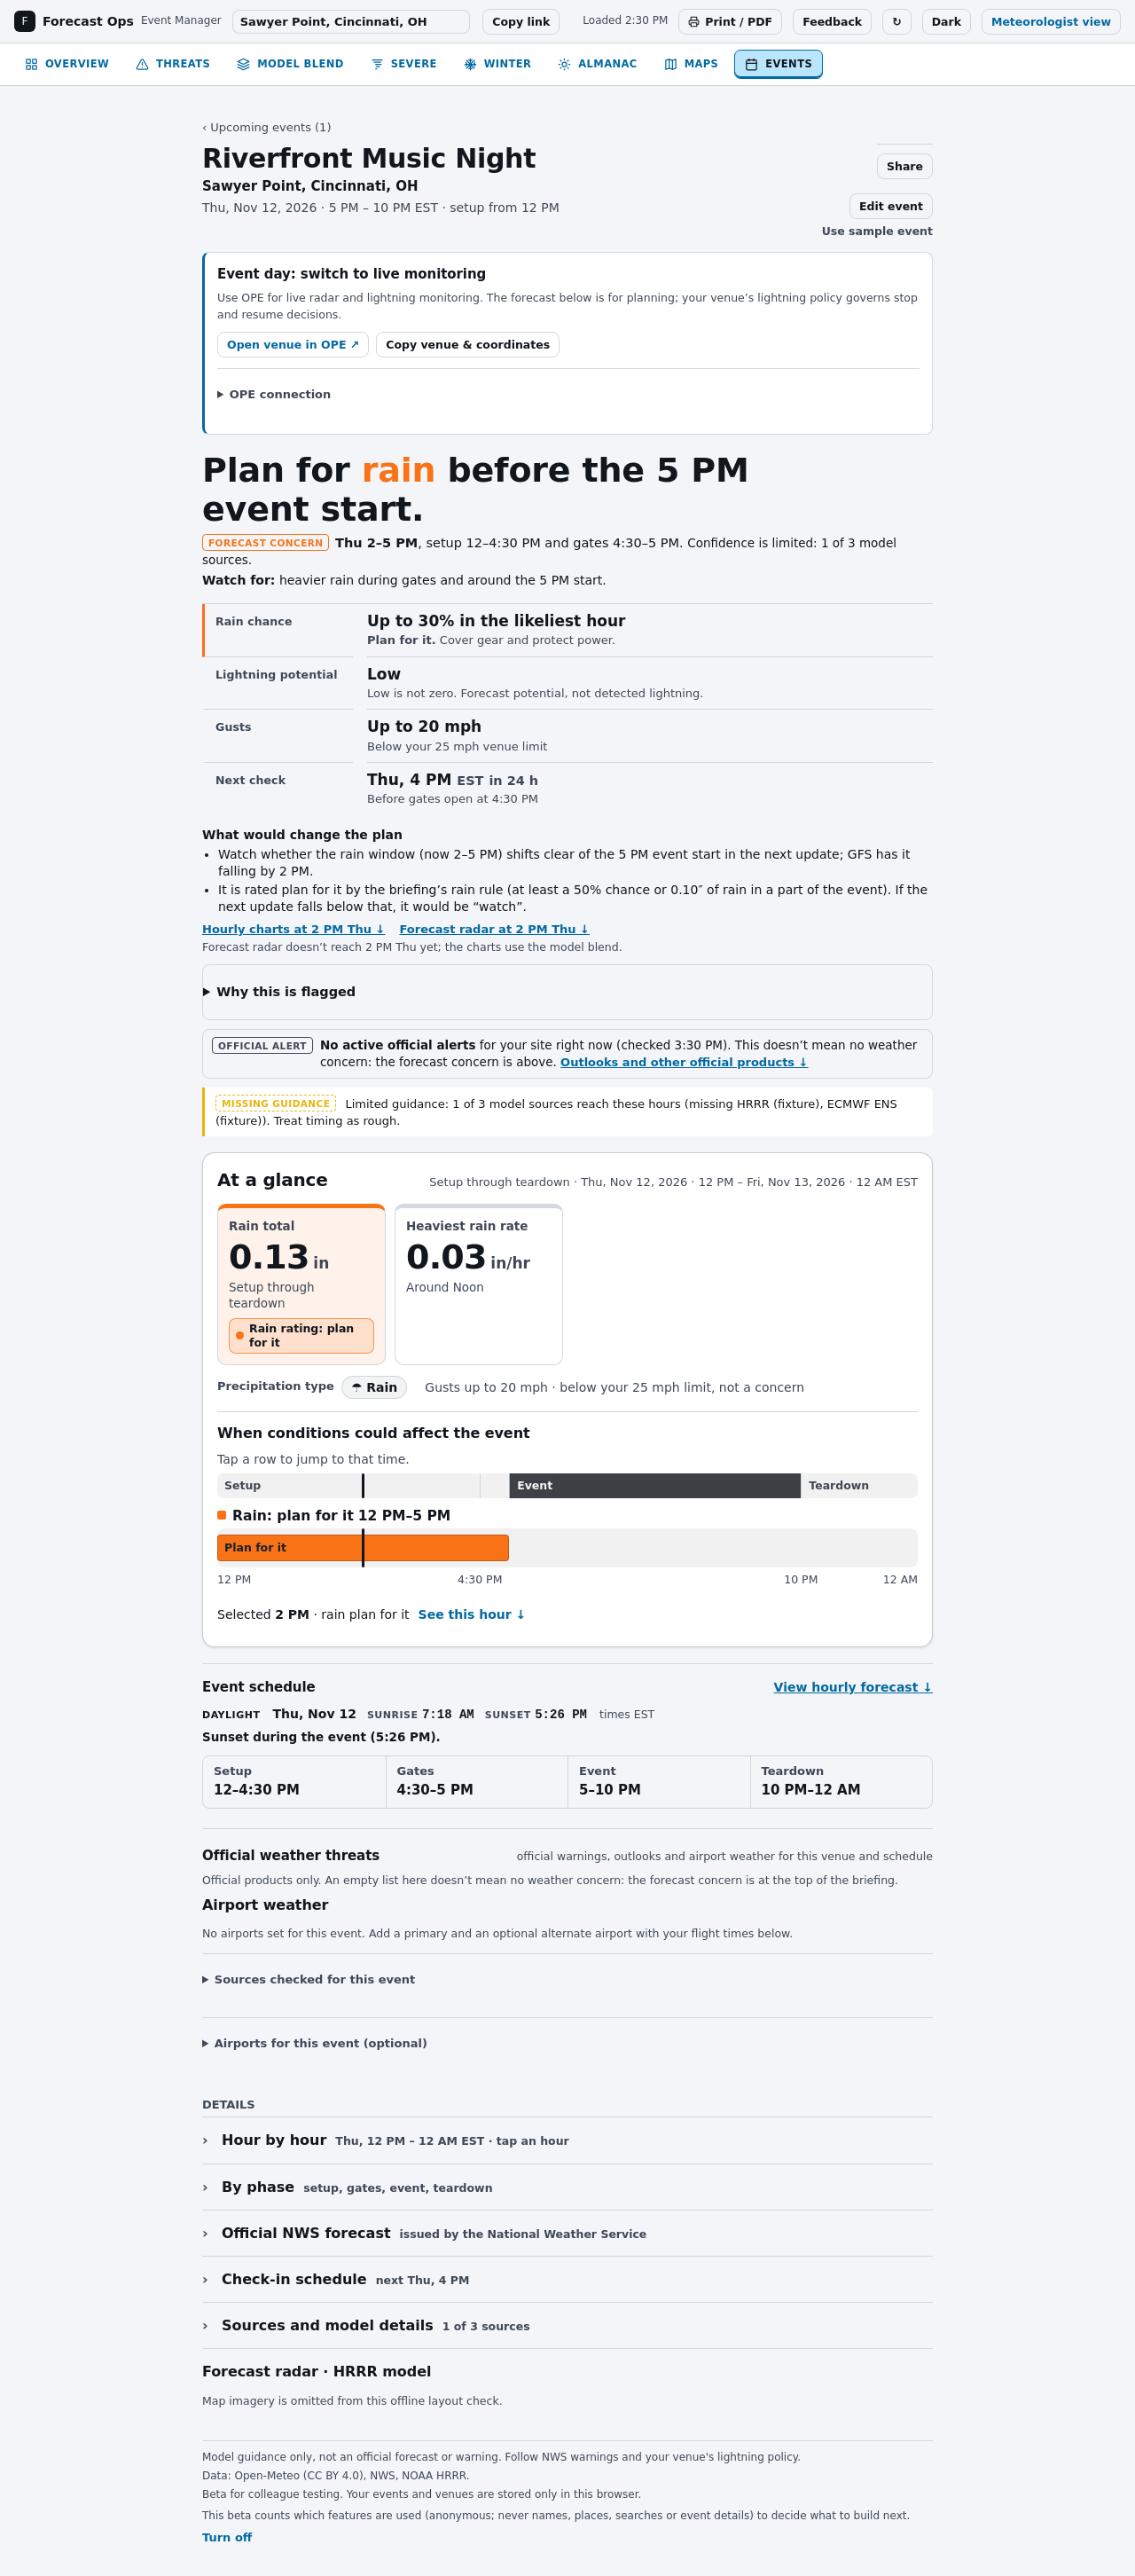 F Forecast Ops Event Manager Sawyer Point, Cincinnati, OH Copy link Loaded 2:30 PM Print / PDF Feedback ↻ Dark Meteorologist view
OVERVIEW THREATS MODEL BLEND SEVERE WINTER ALMANAC MAPS EVENTS
‹ Upcoming events (1)
Riverfront Music Night
Share
Sawyer Point, Cincinnati, OH
Thu, Nov 12, 2026 · 5 PM – 10 PM EST · setup from 12 PM
Edit event
Use sample event
Event day: switch to live monitoring
Use OPE for live radar and lightning monitoring. The forecast below is for planning; your venue’s lightning policy governs stop
and resume decisions.
Open venue in OPE ↗ Copy venue & coordinates
▶ OPE connection
Plan for rain before the 5 PM
event start.
FORECAST CONCERN Thu 2–5 PM, setup 12–4:30 PM and gates 4:30–5 PM. Confidence is limited: 1 of 3 model
sources.
Watch for: heavier rain during gates and around the 5 PM start.
Rain chance Up to 30% in the likeliest hour
Plan for it. Cover gear and protect power.
Lightning potential Low
Low is not zero. Forecast potential, not detected lightning.
Gusts Up to 20 mph
Below your 25 mph venue limit
Next check Thu, 4 PM EST in 24 h
Before gates open at 4:30 PM
What would change the plan
• Watch whether the rain window (now 2–5 PM) shifts clear of the 5 PM event start in the next update; GFS has it
falling by 2 PM.
• It is rated plan for it by the briefing’s rain rule (at least a 50% chance or 0.10″ of rain in a part of the event). If the
next update falls below that, it would be “watch”.
Hourly charts at 2 PM Thu ↓ Forecast radar at 2 PM Thu ↓
Forecast radar doesn’t reach 2 PM Thu yet; the charts use the model blend.
▶ Why this is flagged
OFFICIAL ALERT No active official alerts for your site right now (checked 3:30 PM). This doesn’t mean no weather
concern: the forecast concern is above. Outlooks and other official products ↓
MISSING GUIDANCE Limited guidance: 1 of 3 model sources reach these hours (missing HRRR (fixture), ECMWF ENS
(fixture)). Treat timing as rough.
At a glance Setup through teardown · Thu, Nov 12, 2026 · 12 PM – Fri, Nov 13, 2026 · 12 AM EST
Rain total
0.13 in
Setup through
teardown
Rain rating: plan
for it
Heaviest rain rate
0.03 in/hr
Around Noon
Precipitation type ☂ Rain Gusts up to 20 mph · below your 25 mph limit, not a concern
When conditions could affect the event
Tap a row to jump to that time.
Setup Event Teardown
Rain: plan for it 12 PM–5 PM
Plan for it
12 PM 4:30 PM 10 PM 12 AM
Selected 2 PM · rain plan for it See this hour ↓
Event schedule View hourly forecast ↓
DAYLIGHT Thu, Nov 12 SUNRISE 7:18 AM SUNSET 5:26 PM times EST
Sunset during the event (5:26 PM).
Setup Gates Event Teardown
12–4:30 PM 4:30–5 PM 5–10 PM 10 PM–12 AM
Official weather threats official warnings, outlooks and airport weather for this venue and schedule
Official products only. An empty list here doesn’t mean no weather concern: the forecast concern is at the top of the briefing.
Airport weather
No airports set for this event. Add a primary and an optional alternate airport with your flight times below.
▶ Sources checked for this event
▶ Airports for this event (optional)
DETAILS
› Hour by hour Thu, 12 PM – 12 AM EST · tap an hour
› By phase setup, gates, event, teardown
› Official NWS forecast issued by the National Weather Service
› Check-in schedule next Thu, 4 PM
› Sources and model details 1 of 3 sources
Forecast radar · HRRR model
Map imagery is omitted from this offline layout check.
Model guidance only, not an official forecast or warning. Follow NWS warnings and your venue's lightning policy.
Data: Open-Meteo (CC BY 4.0), NWS, NOAA HRRR.
Beta for colleague testing. Your events and venues are stored only in this browser.
This beta counts which features are used (anonymous; never names, places, searches or event details) to decide what to build next.
Turn off